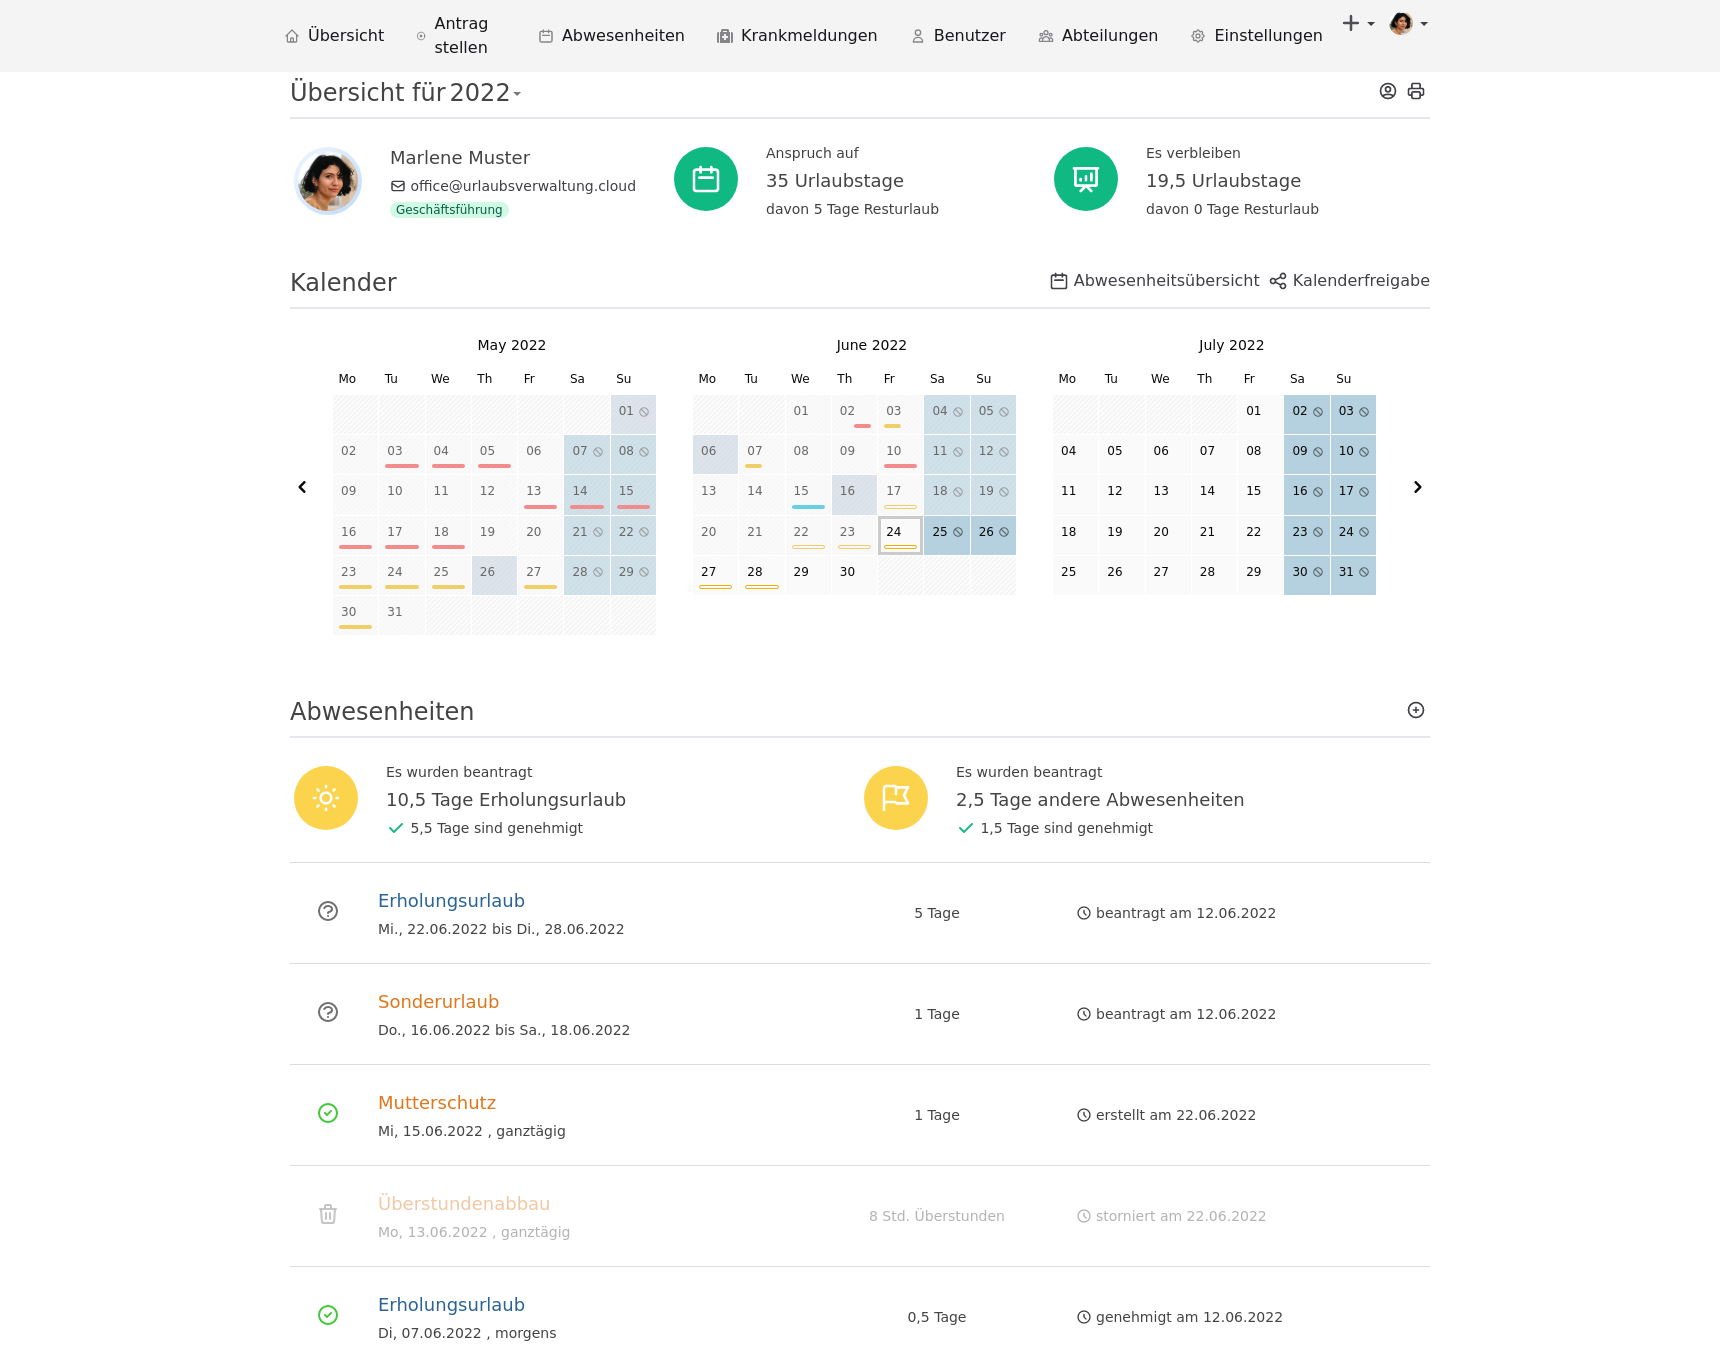 Übersicht Antrag stellen Abwesenheiten Krankmeldungen Benutzer Abteilungen Einstellungen
Übersicht für 2022
Marlene Muster
office@urlaubsverwaltung.cloud
Geschäftsführung
Anspruch auf
35 Urlaubstage
davon 5 Tage Resturlaub
Es verbleiben
19,5 Urlaubstage
davon 0 Tage Resturlaub
Kalender
Abwesenheitsübersicht Kalenderfreigabe
May 2022
Mo Tu We Th Fr Sa Su
01
02 03 04 05 06 07 08
09 10 11 12 13 14 15
16 17 18 19 20 21 22
23 24 25 26 27 28 29
30 31
June 2022
Mo Tu We Th Fr Sa Su
01 02 03 04 05
06 07 08 09 10 11 12
13 14 15 16 17 18 19
20 21 22 23 24 25 26
27 28 29 30
July 2022
Mo Tu We Th Fr Sa Su
01 02 03
04 05 06 07 08 09 10
11 12 13 14 15 16 17
18 19 20 21 22 23 24
25 26 27 28 29 30 31
Abwesenheiten
Es wurden beantragt
10,5 Tage Erholungsurlaub
5,5 Tage sind genehmigt
Es wurden beantragt
2,5 Tage andere Abwesenheiten
1,5 Tage sind genehmigt
Erholungsurlaub
Mi., 22.06.2022 bis Di., 28.06.2022
5 Tage
beantragt am 12.06.2022
Sonderurlaub
Do., 16.06.2022 bis Sa., 18.06.2022
1 Tage
beantragt am 12.06.2022
Mutterschutz
Mi, 15.06.2022 , ganztägig
1 Tage
erstellt am 22.06.2022
Überstundenabbau
Mo, 13.06.2022 , ganztägig
8 Std. Überstunden
storniert am 22.06.2022
Erholungsurlaub
Di, 07.06.2022 , morgens
0,5 Tage
genehmigt am 12.06.2022